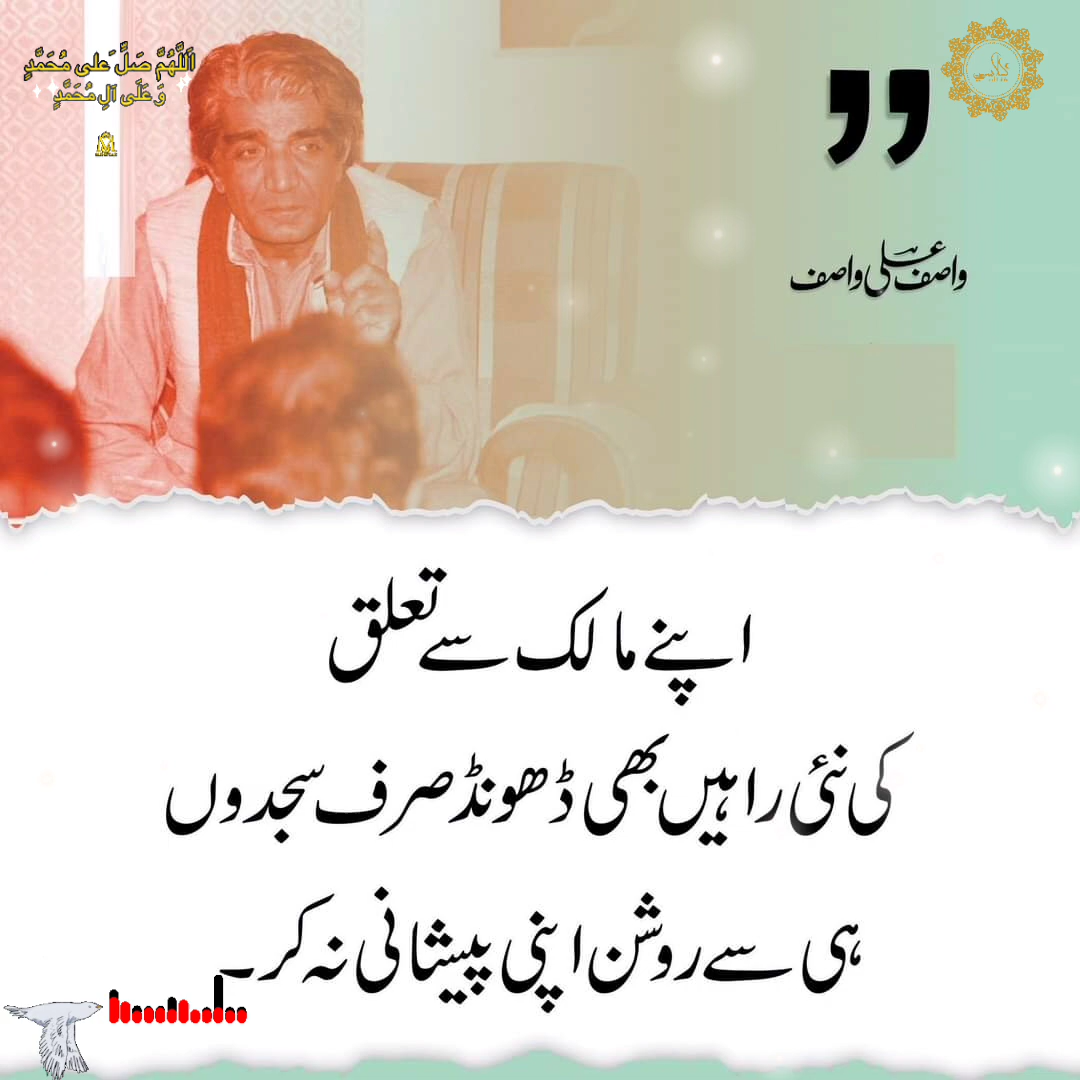 اَللّٰهُمَّ صَلِّ عَلٰى مُحَمَّدٍ
وَ عَلَى آلِ مُحَمَّدٍ
واصف علی واصف
اپنے مالک سے تعلق
کی نئی راہیں بھی ڈھونڈ صرف سجدوں
ہی سے روشن اپنی پیشانی نہ کر۔